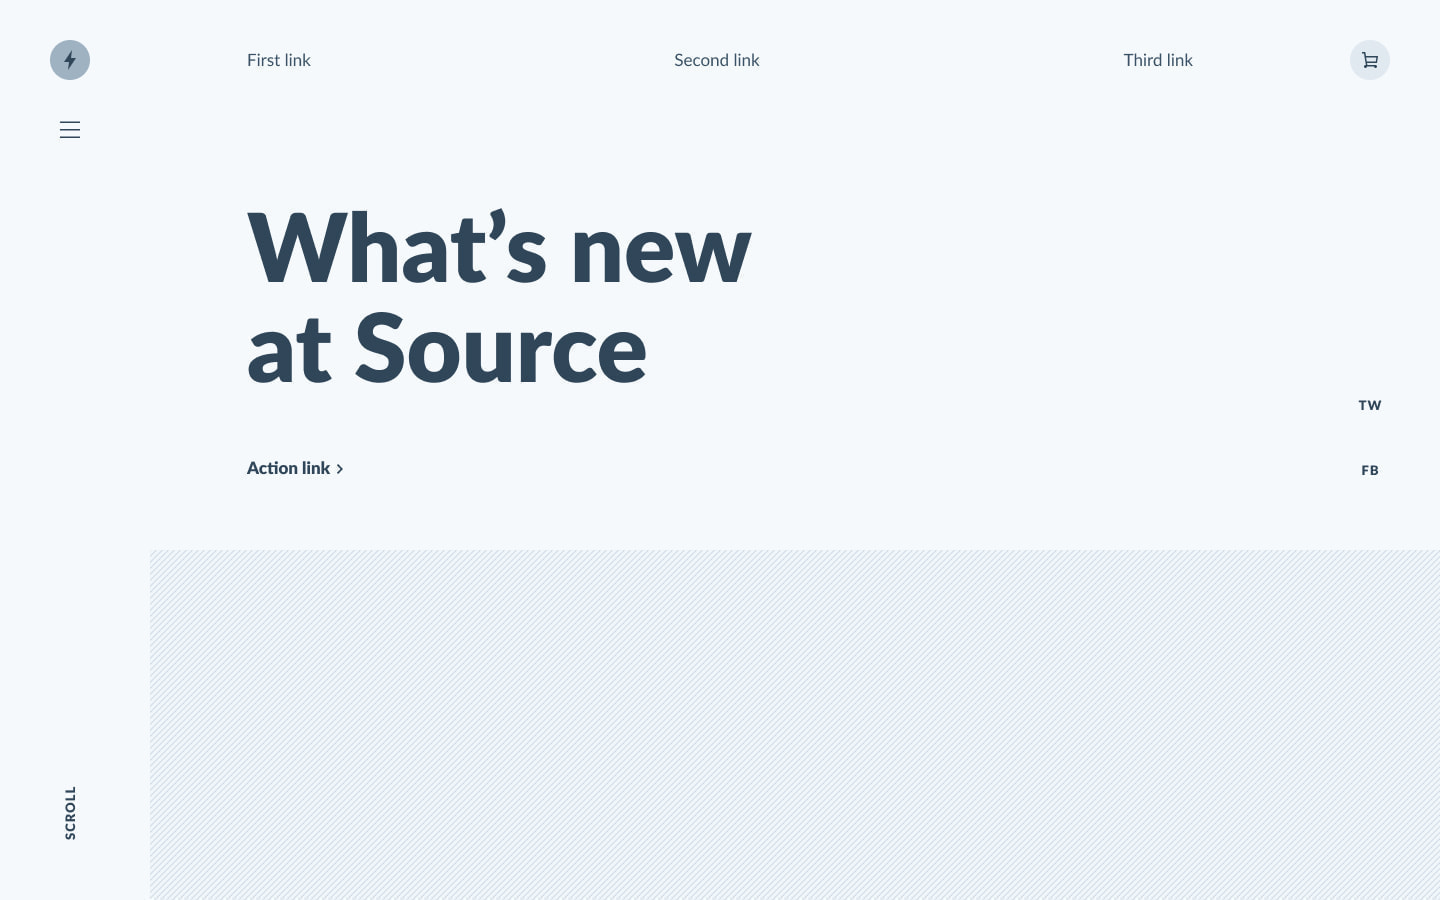 First link
Second link
Third link
What’s new
at Source
TW
Action link
FB
SCROLL